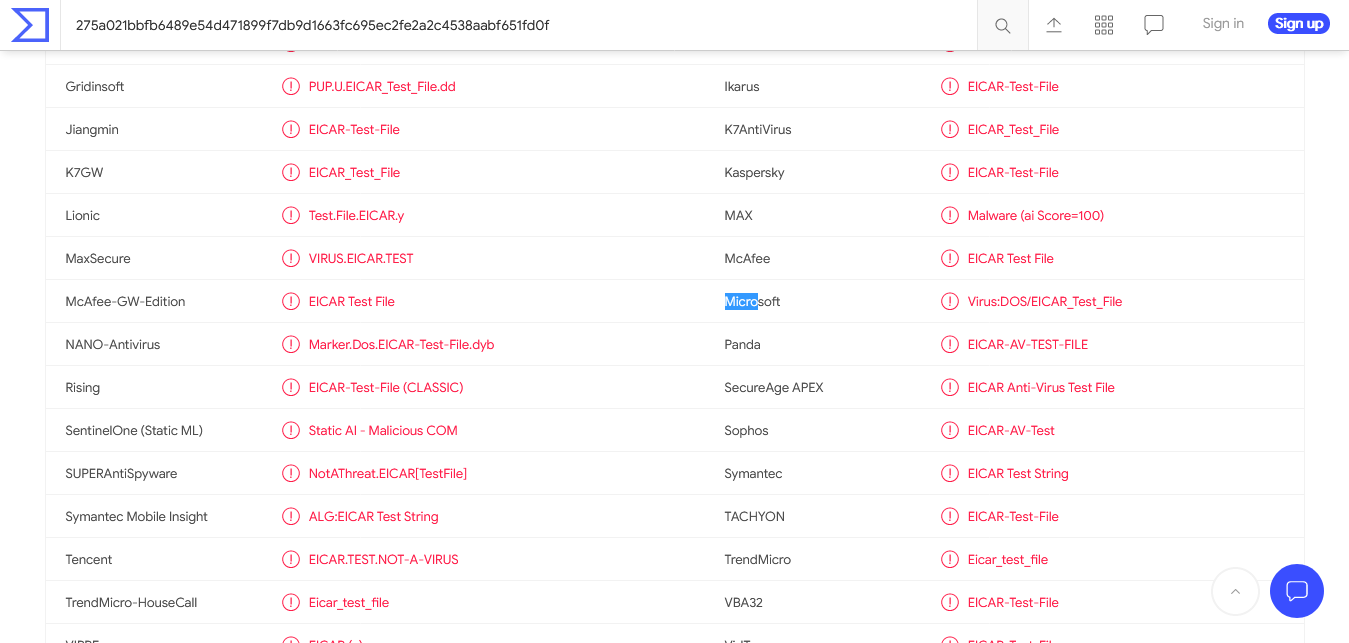 275a021bbfb6489e54d471899f7db9d1663fc695ec2fe2a2c4538aabf651fd0f Sign in Sign up
Gridinsoft PUP.U.EICAR_Test_File.dd Ikarus EICAR-Test-File
Jiangmin EICAR-Test-File K7AntiVirus EICAR_Test_File
K7GW EICAR_Test_File Kaspersky EICAR-Test-File
Lionic Test.File.EICAR.y MAX Malware (ai Score=100)
MaxSecure VIRUS.EICAR.TEST McAfee EICAR Test File
McAfee-GW-Edition EICAR Test File Microsoft Virus:DOS/EICAR_Test_File
NANO-Antivirus Marker.Dos.EICAR-Test-File.dyb Panda EICAR-AV-TEST-FILE
Rising EICAR-Test-File (CLASSIC) SecureAge APEX EICAR Anti-Virus Test File
SentinelOne (Static ML) Static AI - Malicious COM Sophos EICAR-AV-Test
SUPERAntiSpyware NotAThreat.EICAR[TestFile] Symantec EICAR Test String
Symantec Mobile Insight ALG:EICAR Test String TACHYON EICAR-Test-File
Tencent EICAR.TEST.NOT-A-VIRUS TrendMicro Eicar_test_file
TrendMicro-HouseCall Eicar_test_file VBA32 EICAR-Test-File